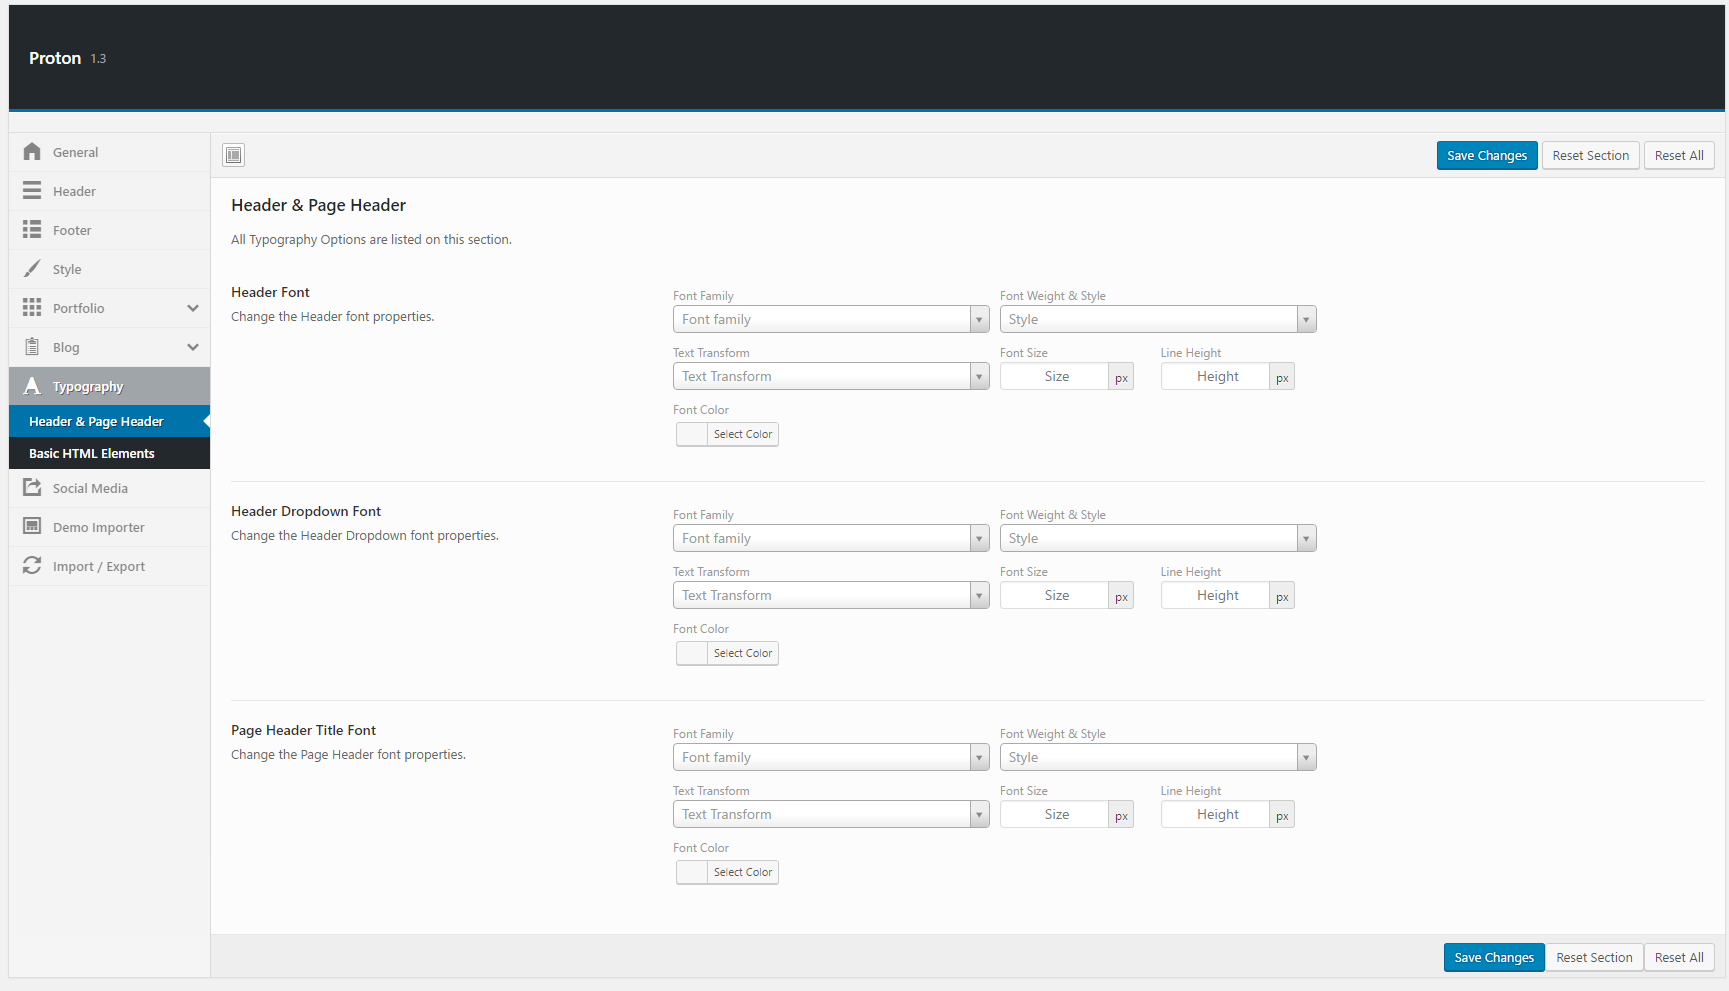 Proton 1.3
General
Header
Footer
Style
Portfolio
Blog
Typography
Header & Page Header
Basic HTML Elements
Social Media
Demo Importer
Import / Export
Save Changes Reset Section Reset All
Header & Page Header
All Typography Options are listed on this section.
Header Font
Change the Header font properties.
Font Family Font Weight & Style
Font family Style
Text Transform Font Size Line Height
Text Transform Size px Height px
Font Color
Select Color
Header Dropdown Font
Change the Header Dropdown font properties.
Font Family Font Weight & Style
Font family Style
Text Transform Font Size Line Height
Text Transform Size px Height px
Font Color
Select Color
Page Header Title Font
Change the Page Header font properties.
Font Family Font Weight & Style
Font family Style
Text Transform Font Size Line Height
Text Transform Size px Height px
Font Color
Select Color
Save Changes Reset Section Reset All